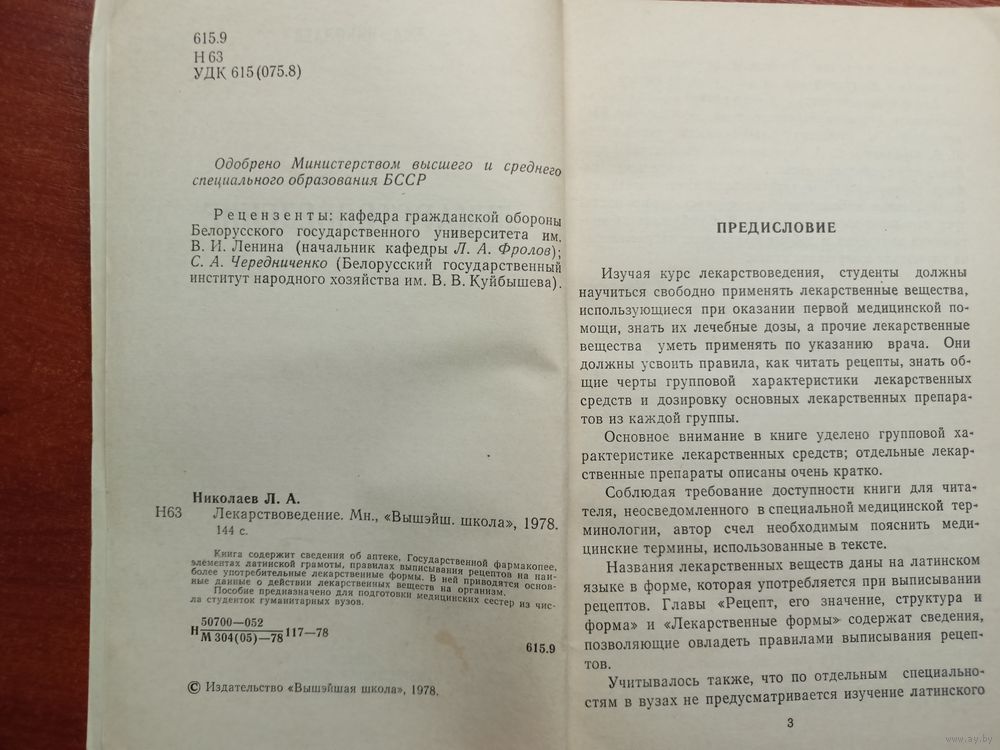 615.9
Н 63
УДК 615(075.8)
Одобрено Министерством высшего и среднего
специального образования БССР
Рецензенты: кафедра гражданской обороны
Белорусского государственного университета им.
В. И. Ленина (начальник кафедры Л. А. Фролов);
С. А. Чередниченко (Белорусский государственный
институт народного хозяйства им. В. В. Куйбышева).
Николаев Л. А.
Н63 Лекарствоведение. Мн., «Вышэйш. школа», 1978.
144 с.
Книга содержит сведения об аптеке, Государственной фармакопее,
элементах латинской грамоты, правилах выписывания рецептов на наи-
более употребительные лекарственные формы. В ней приводятся основ-
ные данные о действии лекарственных веществ на организм.
Пособие предназначено для подготовки медицинских сестер из чис-
ла студенток гуманитарных вузов.
50700—052
Н 117—78
М 304(05)—78
615.9
© Издательство «Вышэйшая школа», 1978.
ПРЕДИСЛОВИЕ
Изучая курс лекарствоведения, студенты должны
научиться свободно применять лекарственные вещества,
использующиеся при оказании первой медицинской по-
мощи, знать их лечебные дозы, а прочие лекарственные
вещества уметь применять по указанию врача. Они
должны усвоить правила, как читать рецепты, знать об-
щие черты групповой характеристики лекарственных
средств и дозировку основных лекарственных препара-
тов из каждой группы.
Основное внимание в книге уделено групповой ха-
рактеристике лекарственных средств; отдельные лекар-
ственные препараты описаны очень кратко.
Соблюдая требование доступности книги для чита-
теля, неосведомленного в специальной медицинской тер-
минологии, автор счел необходимым пояснить меди-
цинские термины, использованные в тексте.
Названия лекарственных веществ даны на латинском
языке в форме, которая употребляется при выписывании
рецептов. Главы «Рецепт, его значение, структура и
форма» и «Лекарственные формы» содержат сведения,
позволяющие овладеть правилами выписывания рецеп-
тов.
Учитывалось также, что по отдельным специально-
стям в вузах не предусматривается изучение латинского
3
www.ay.by